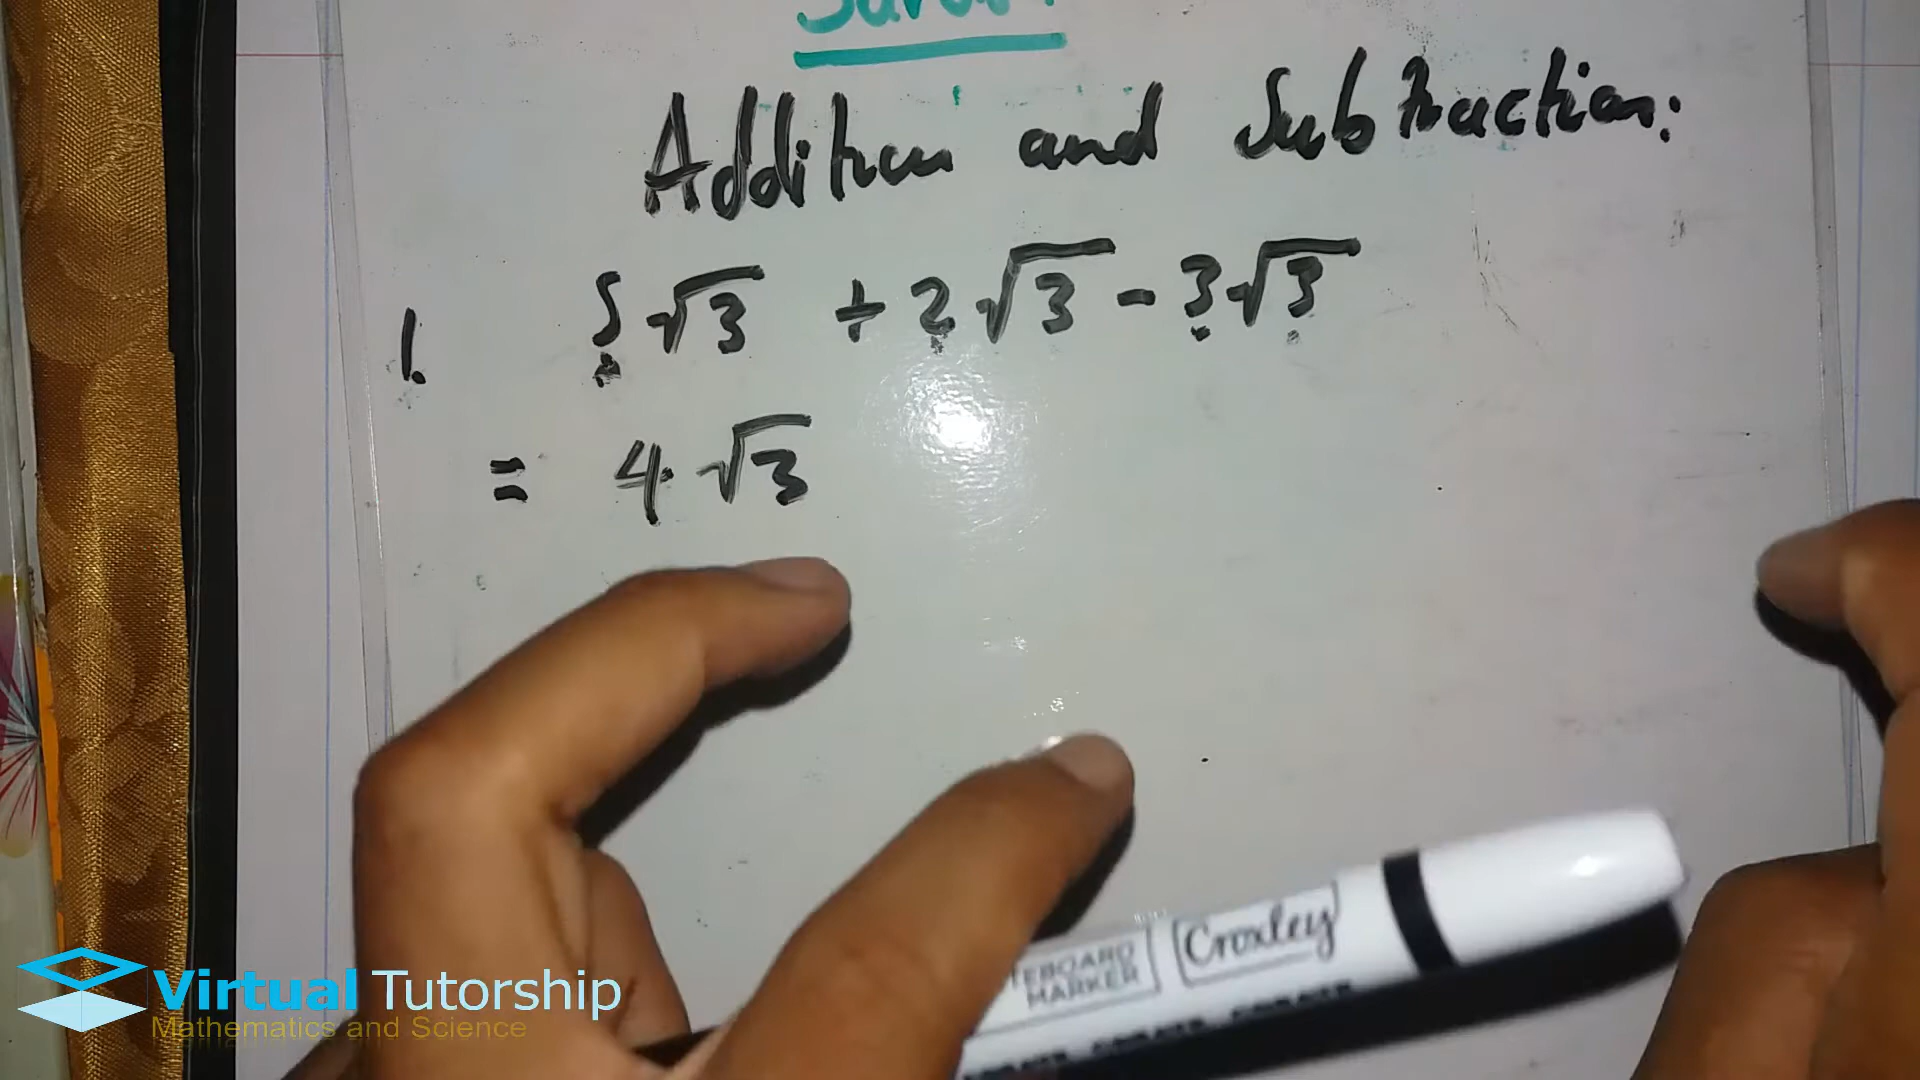 Addition and Subtraction:
1. 5√3 + 2√3 - 3√3
= 4√3
Croxley
MARKER
Virtual Tutorship
Mathematics and Science